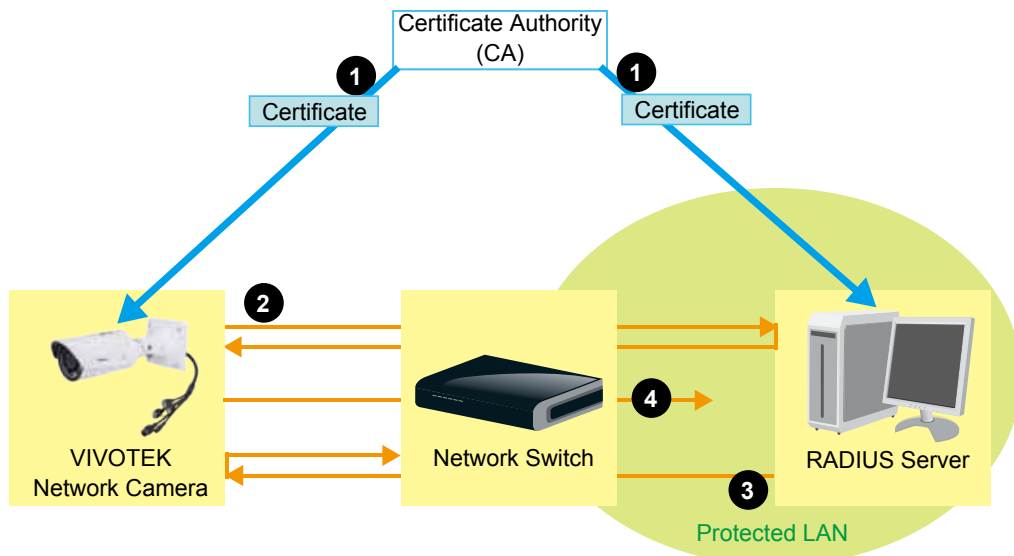 Certificate Authority
(CA)
1
1
Certificate
Certificate
2
4
VIVOTEK
Network Camera
Network Switch
RADIUS Server
3
Protected LAN